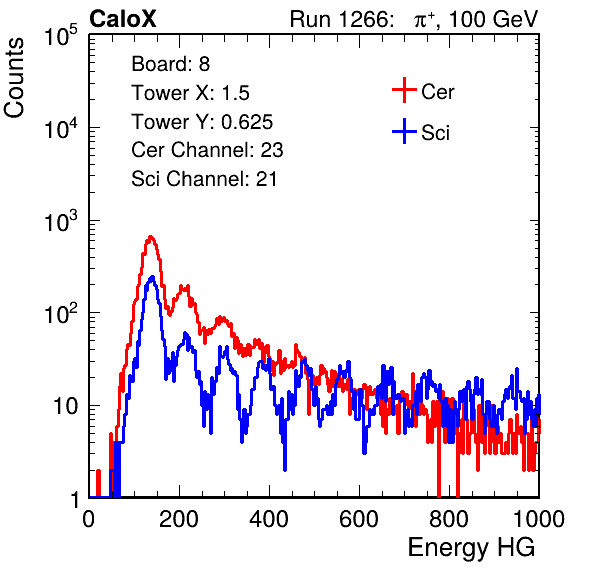 CaloX Run 1266: π⁺, 100 GeV
Counts
10⁵
10⁴
10³
10²
10
1
Board: 8
Tower X: 1.5
Tower Y: 0.625
Cer Channel: 23
Sci Channel: 21
Cer
Sci
0 200 400 600 800 1000
Energy HG